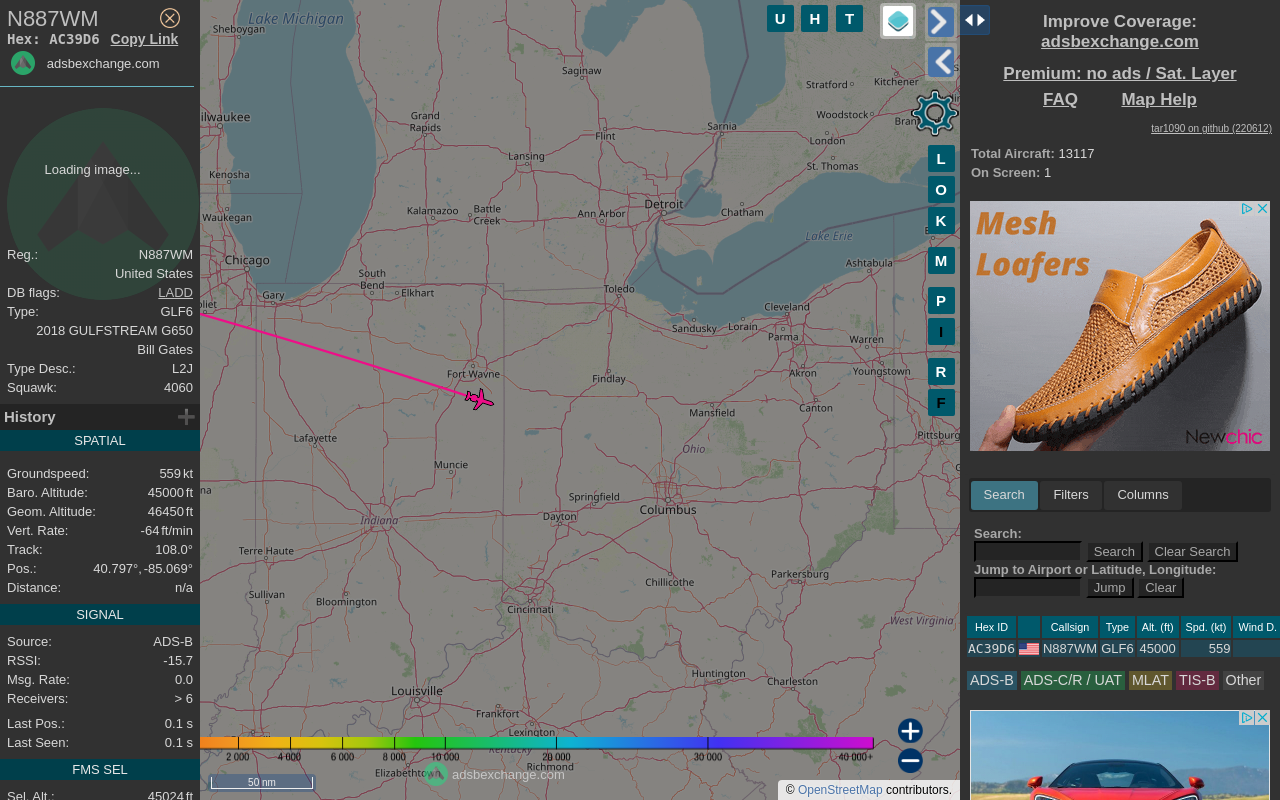 N887WM
Hex: AC39D6 Copy Link
adsbexchange.com
Loading image...
Reg.: N887WM
United States
DB flags: LADD
Type: GLF6
2018 GULFSTREAM G650
Bill Gates
Type Desc.: L2J
Squawk: 4060
History
SPATIAL
Groundspeed: 559 kt
Baro. Altitude: 45000 ft
Geom. Altitude: 46450 ft
Vert. Rate: -64 ft/min
Track: 108.0°
Pos.: 40.797°, -85.069°
Distance: n/a
SIGNAL
Source: ADS-B
RSSI: -15.7
Msg. Rate: 0.0
Receivers: > 6
Last Pos.: 0.1 s
Last Seen: 0.1 s
FMS SEL
Sel. Alt.: 45024 ft
Lake Michigan
Sheboygan
Saginaw
Stratford
Kitchener
Woodstock
Bran
ilwaukee
Grand
Rapids
Flint
Sarnia
London
Lansing
St. Thomas
Kenosha
Detroit
Waukegan
Kalamazoo
Battle
Creek
Ann Arbor
Chatham
Lake Erie
E
Chicago
South
Bend
Elkhart
Ashtabula
Gary
Toledo
liet
Cleveland
Sandusky
Lorain
Parma
Warren
Fort Wayne
Findlay
Akron
Youngstown
Mansfield
Canton
Lafayette
Pittsburg
Ohio
Muncie
na
Springfield
Columbus
Dayton
Indiana
Terre Haute
Chillicothe
Parkersburg
Sullivan
Bloomington
Cincinnati
West Virginia
Huntington
Charleston
Louisville
Frankfort
Lexington
Kentucky
Richmond
Elizabethtown
2 000
4 000
6 000
8 000
10 000
20 000
30 000
40 000+
adsbexchange.com
50 nm
© OpenStreetMap contributors.
U H T
L
O
K
M
P
I
R
F
Improve Coverage:
adsbexchange.com
Premium: no ads / Sat. Layer
FAQ Map Help
tar1090 on github (220612)
Total Aircraft: 13117
On Screen: 1
Mesh
Loafers
Newchic
Search Filters Columns
Search:
Search Clear Search
Jump to Airport or Latitude, Longitude:
Jump Clear
Hex ID Callsign Type Alt. (ft) Spd. (kt) Wind D.
AC39D6 N887WM GLF6 45000 559
ADS-B ADS-C/R / UAT MLAT TIS-B Other